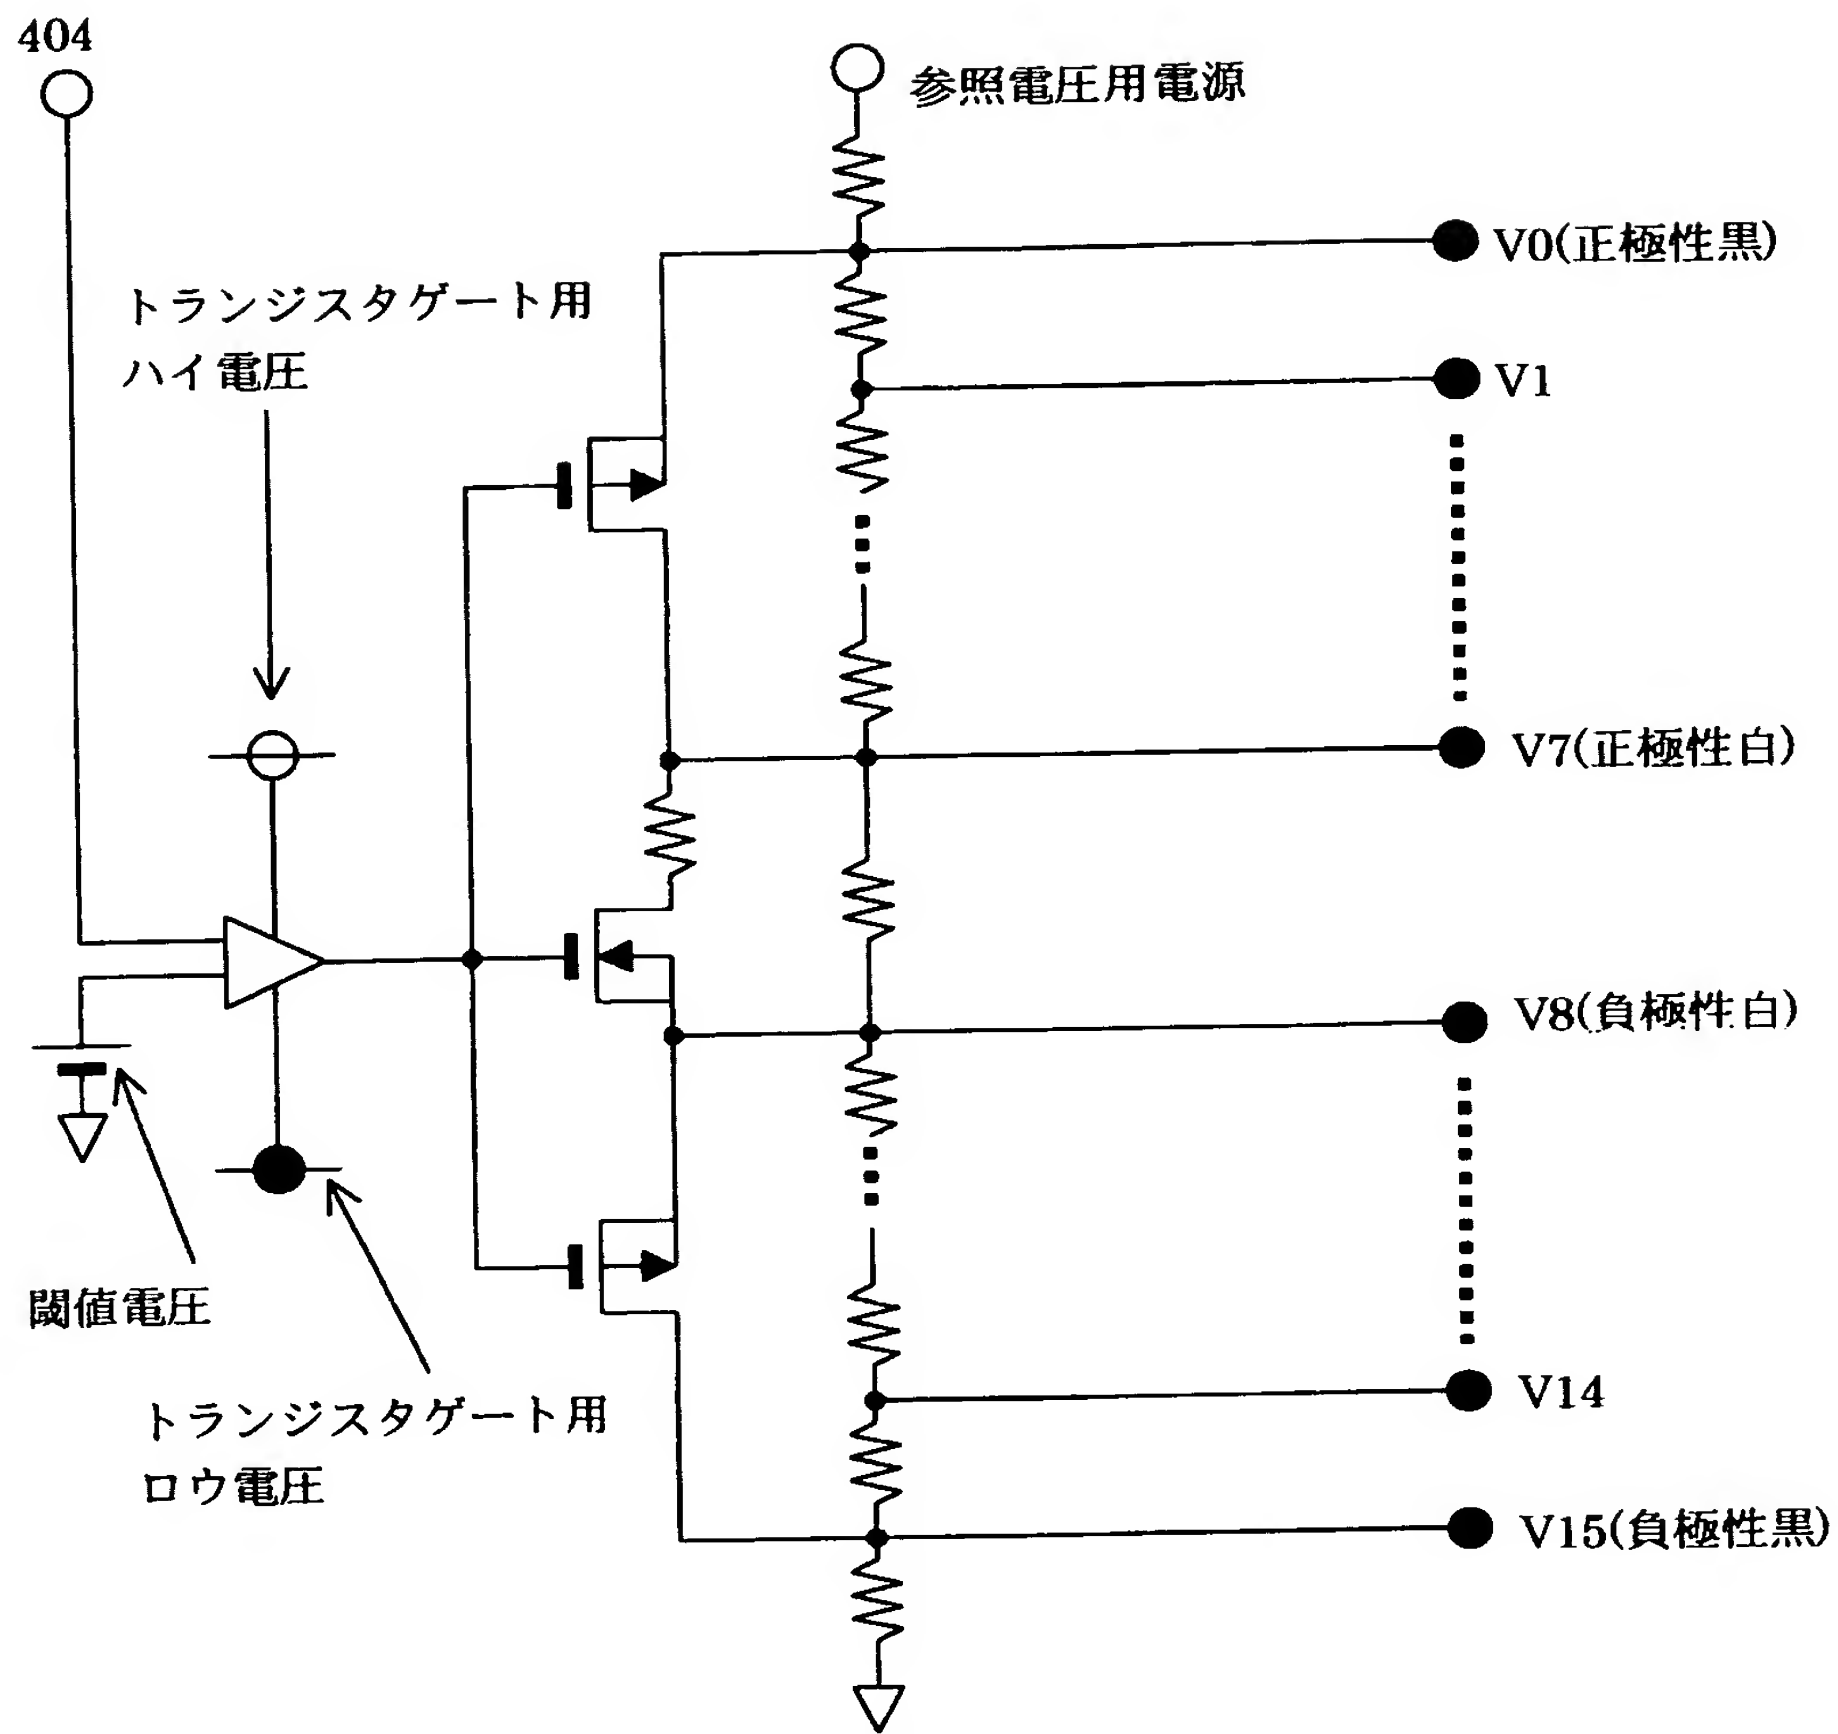 404
参照電圧用電源
V0(正極性黒)
トランジスタゲート用
ハイ電圧
V1
V7(正極性白)
V8(負極性白)
閾値電圧
トランジスタゲート用
ロウ電圧
V14
V15(負極性黒)